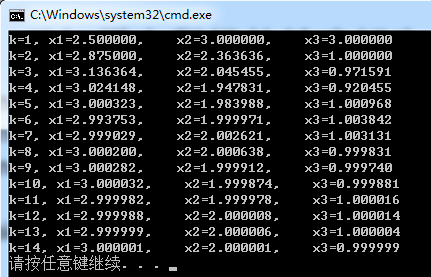 C:\Windows\system32\cmd.exe
k=1, x1=2.500000, x2=3.000000, x3=3.000000
k=2, x1=2.875000, x2=2.363636, x3=1.000000
k=3, x1=3.136364, x2=2.045455, x3=0.971591
k=4, x1=3.024148, x2=1.947831, x3=0.920455
k=5, x1=3.000323, x2=1.983988, x3=1.000968
k=6, x1=2.993753, x2=1.999971, x3=1.003842
k=7, x1=2.999029, x2=2.002621, x3=1.003131
k=8, x1=3.000200, x2=2.000638, x3=0.999831
k=9, x1=3.000282, x2=1.999912, x3=0.999740
k=10, x1=3.000032, x2=1.999874, x3=0.999881
k=11, x1=2.999982, x2=1.999978, x3=1.000016
k=12, x1=2.999988, x2=2.000008, x3=1.000014
k=13, x1=2.999999, x2=2.000006, x3=1.000004
k=14, x1=3.000001, x2=2.000001, x3=0.999999
请按任意键继续. . .